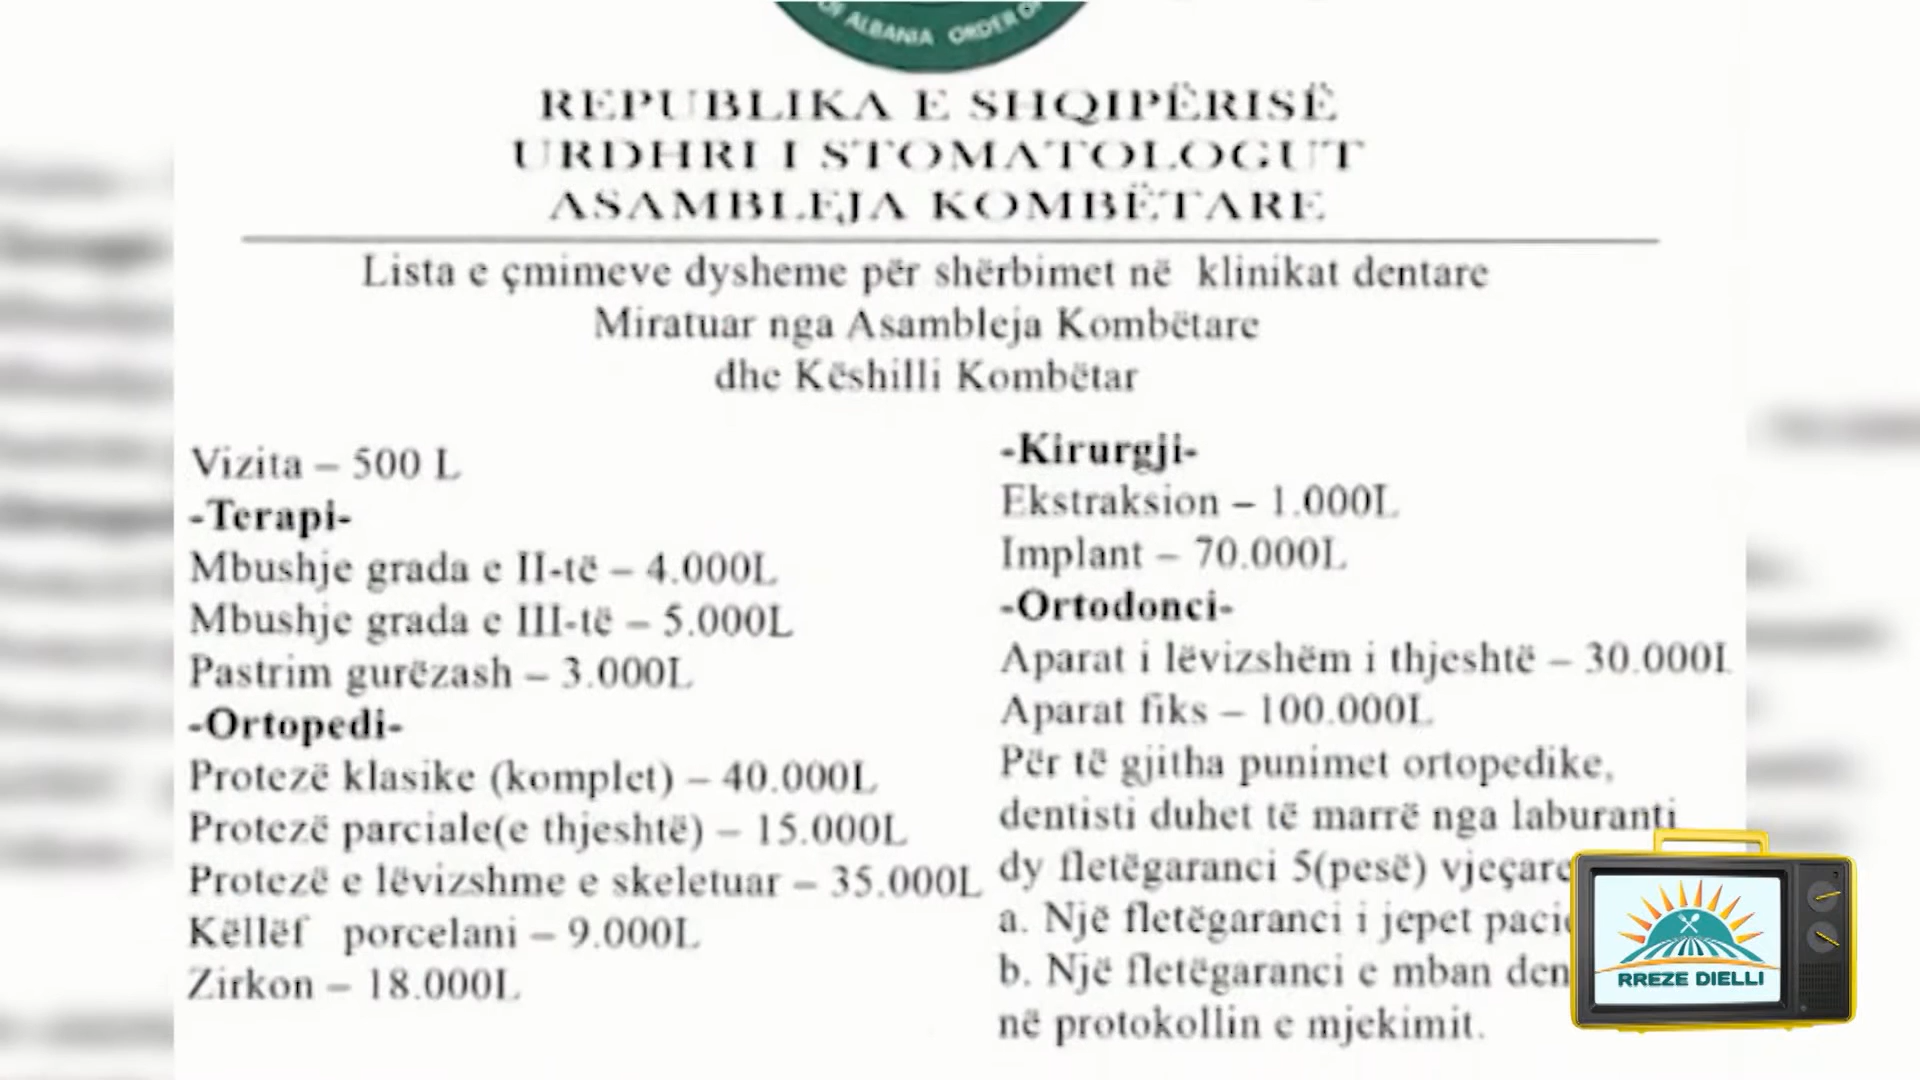 OF ALBANIA ORDER OF
REPUBLIKA E SHQIPËRISË
URDHRI I STOMATOLOGUT
ASAMBLEJA KOMBËTARE
Lista e çmimeve dysheme për shërbimet në klinikat dentare
Miratuar nga Asambleja Kombëtare
dhe Këshilli Kombëtar
Vizita – 500 L
-Terapi-
Mbushje grada e II-të – 4.000L
Mbushje grada e III-të – 5.000L
Pastrim gurëzash – 3.000L
-Ortopedi-
Protezë klasike (komplet) – 40.000L
Protezë parciale(e thjeshtë) – 15.000L
Protezë e lëvizshme e skeletuar – 35.000L
Këllëf porcelani – 9.000L
Zirkon – 18.000L
-Kirurgji-
Ekstraksion – 1.000L
Implant – 70.000L
-Ortodonci-
Aparat i lëvizshëm i thjeshtë – 30.000L
Aparat fiks – 100.000L
Për të gjitha punimet ortopedike,
dentisti duhet të marrë nga laburanti
dy fletëgaranci 5(pesë) vjeçare
a. Një fletëgaranci i jepet
b. Një fletëgaranci e mban
në protokollin e mjekimit.
RREZE DIELLI